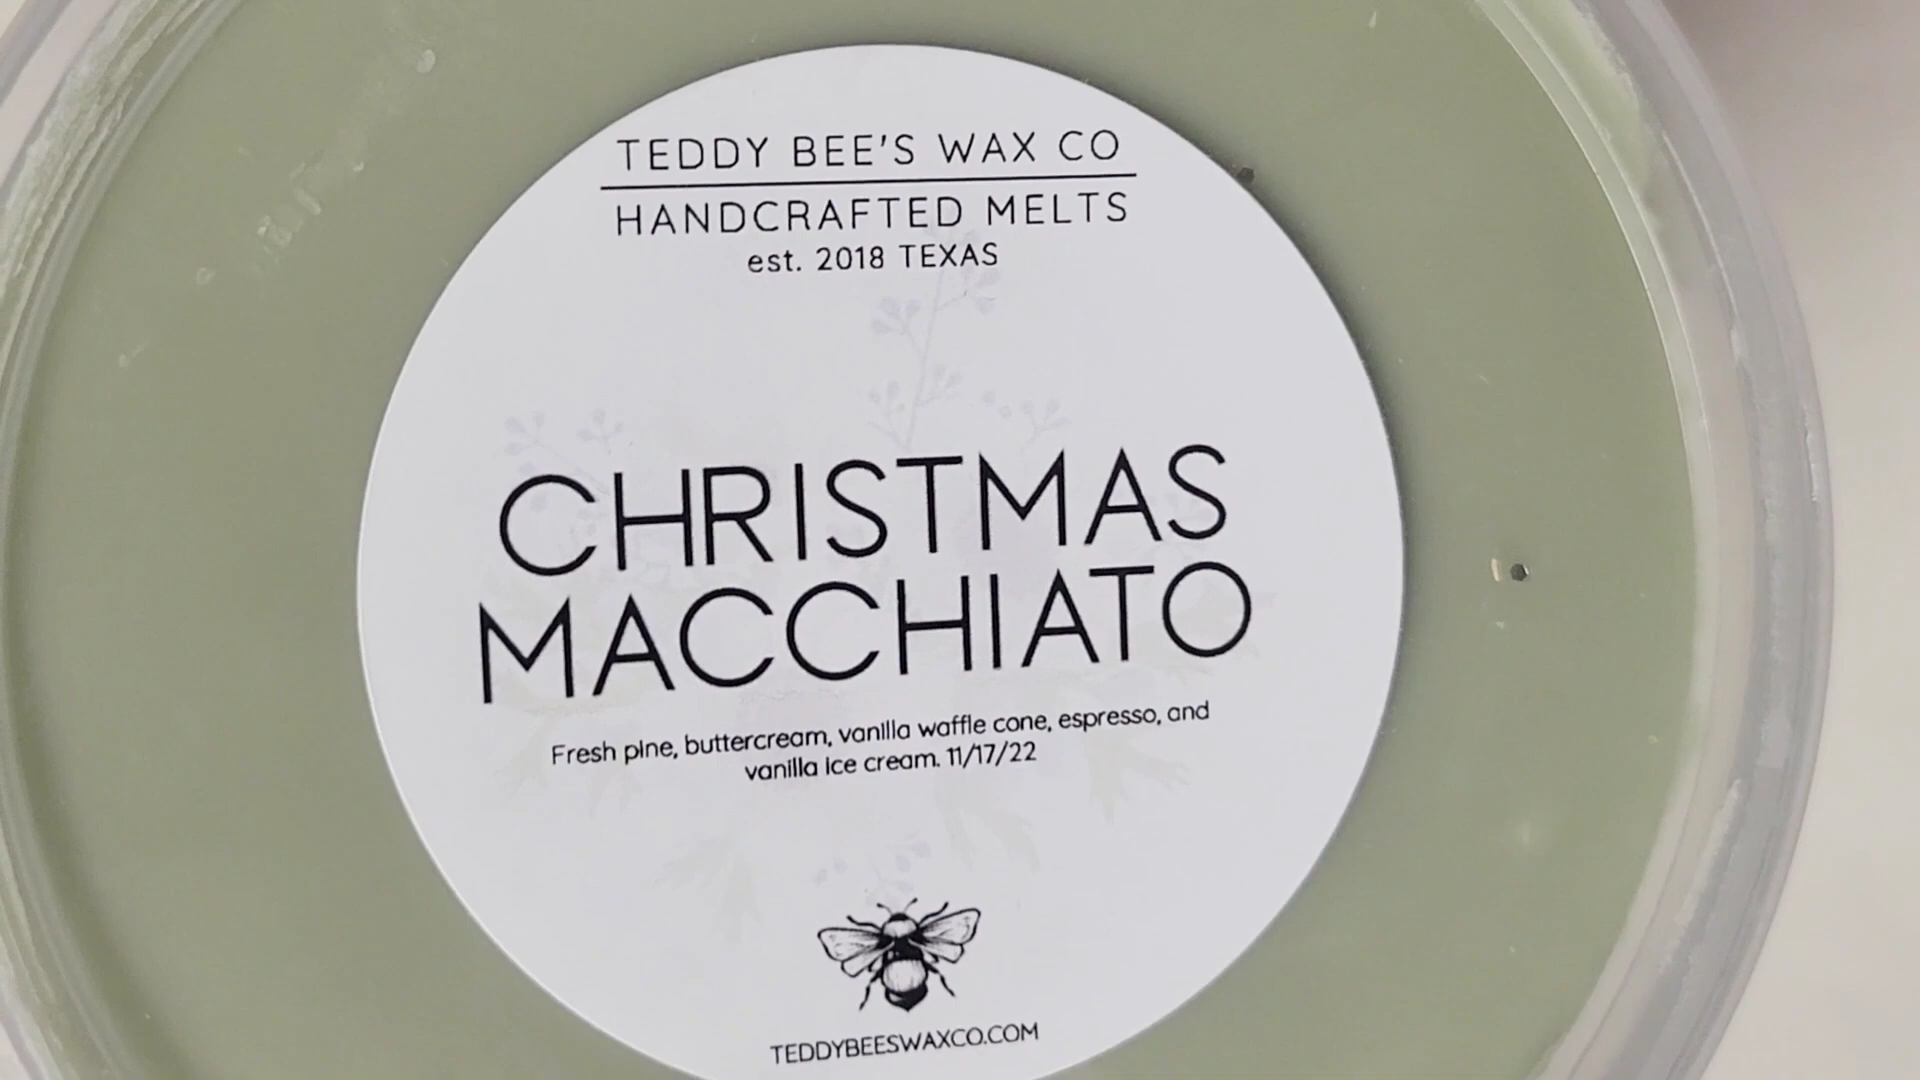 TEDDY BEE'S WAX CO
HANDCRAFTED MELTS
est. 2018 TEXAS
CHRISTMAS
MACCHIATO
Fresh pine, buttercream, vanilla waffle cone, espresso, and
vanilla ice cream. 11/17/22
TEDDYBEESWAXCO.COM